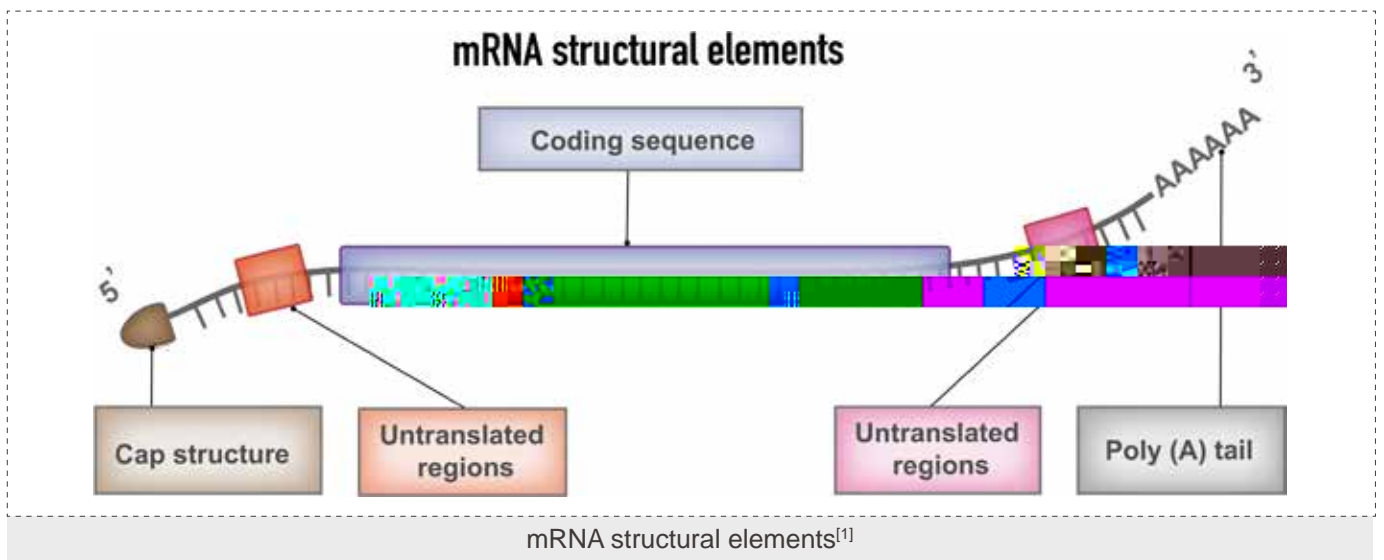 mRNA structural elements
3'
AAAAAA
Coding sequence
5'
Cap structure
Untranslated
regions
Untranslated
regions
Poly (A) tail
mRNA structural elements[1]